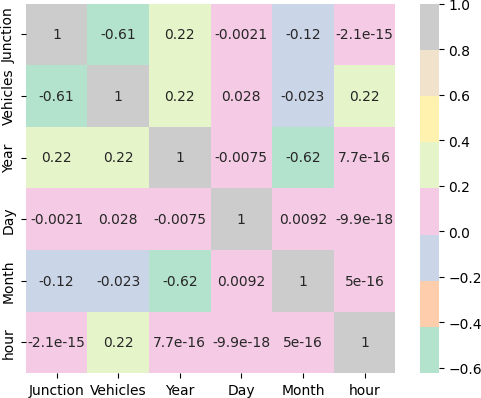 Junction 1 -0.61 0.22 -0.0021 -0.12 -2.1e-15
Vehicles -0.61 1 0.22 0.028 -0.023 0.22
Year 0.22 0.22 1 -0.0075 -0.62 7.7e-16
Day -0.0021 0.028 -0.0075 1 0.0092 -9.9e-18
Month -0.12 -0.023 -0.62 0.0092 1 5e-16
hour -2.1e-15 0.22 7.7e-16 -9.9e-18 5e-16 1
Junction Vehicles Year Day Month hour
1.0
0.8
0.6
0.4
0.2
0.0
−0.2
−0.4
−0.6